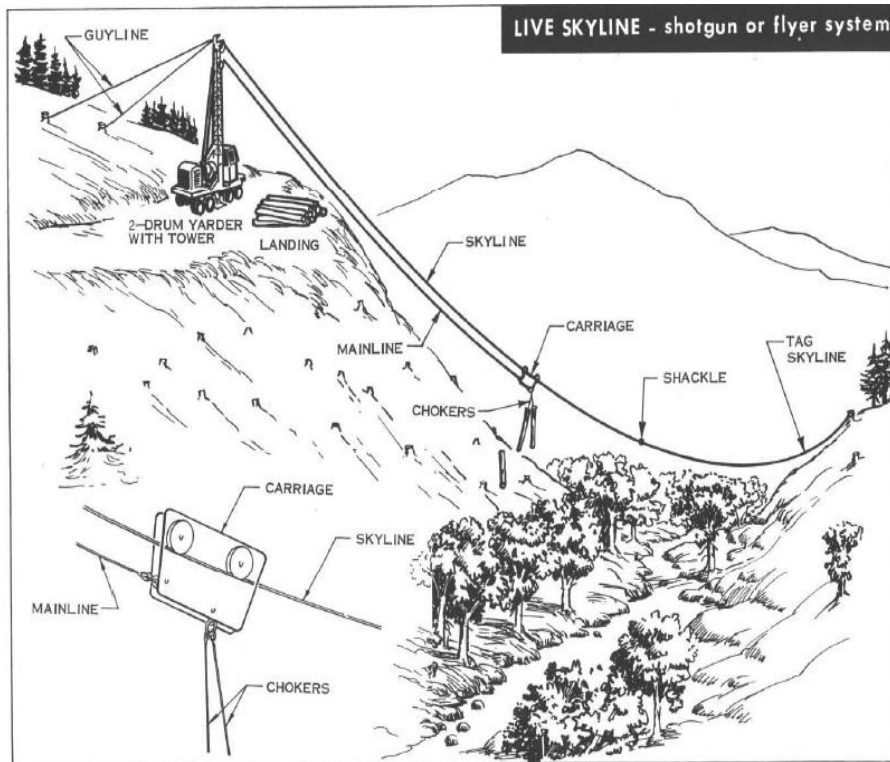 LIVE SKYLINE - shotgun or flyer system
GUYLINE
2-DRUM YARDER
WITH TOWER
LANDING
SKYLINE
MAINLINE
CARRIAGE
TAG
SKYLINE
SHACKLE
CHOKERS
CARRIAGE
SKYLINE
MAINLINE
CHOKERS